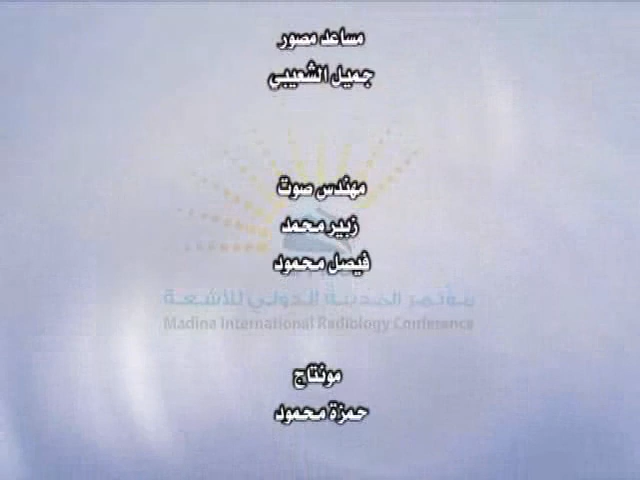 مساعد مصور
جميل الشعيبي
مهندس صوت
زبير محمد
فيصل محمود
مؤتمر المدينة الدولي للأشعة
Madina International Radiology Conference
مونتاج
حمزة محمود